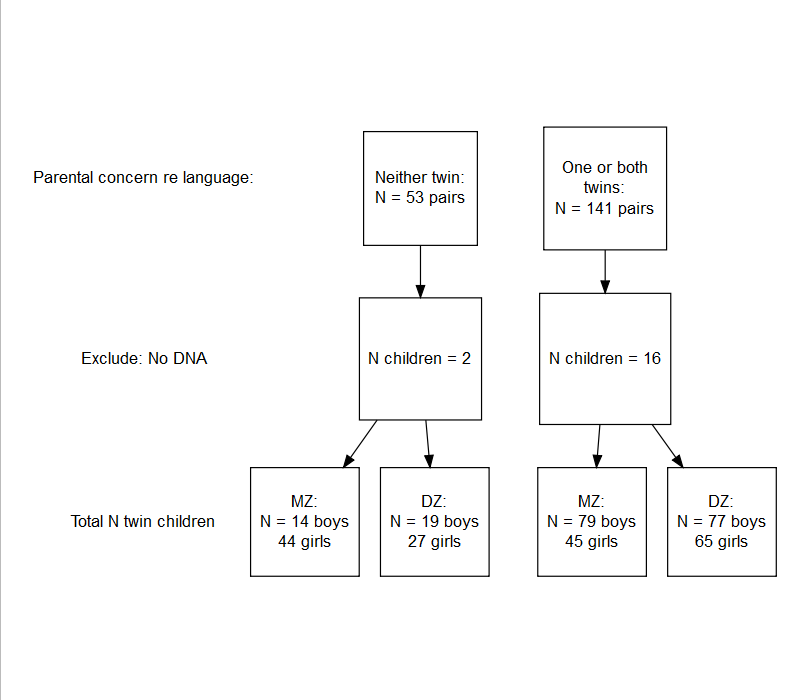 Parental concern re language:
Neither twin:
N = 53 pairs
One or both
twins:
N = 141 pairs
Exclude: No DNA
N children = 2
N children = 16
Total N twin children
MZ:
N = 14 boys
44 girls
DZ:
N = 19 boys
27 girls
MZ:
N = 79 boys
45 girls
DZ:
N = 77 boys
65 girls